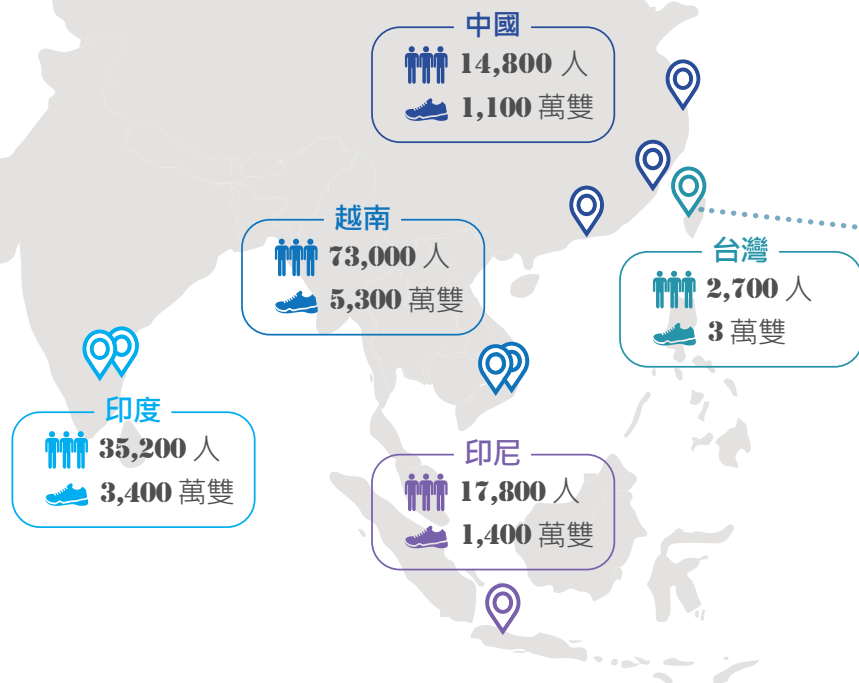 中國
14,800 人
1,100 萬雙
越南
73,000 人
5,300 萬雙
台灣
2,700 人
3 萬雙
印度
35,200 人
3,400 萬雙
印尼
17,800 人
1,400 萬雙